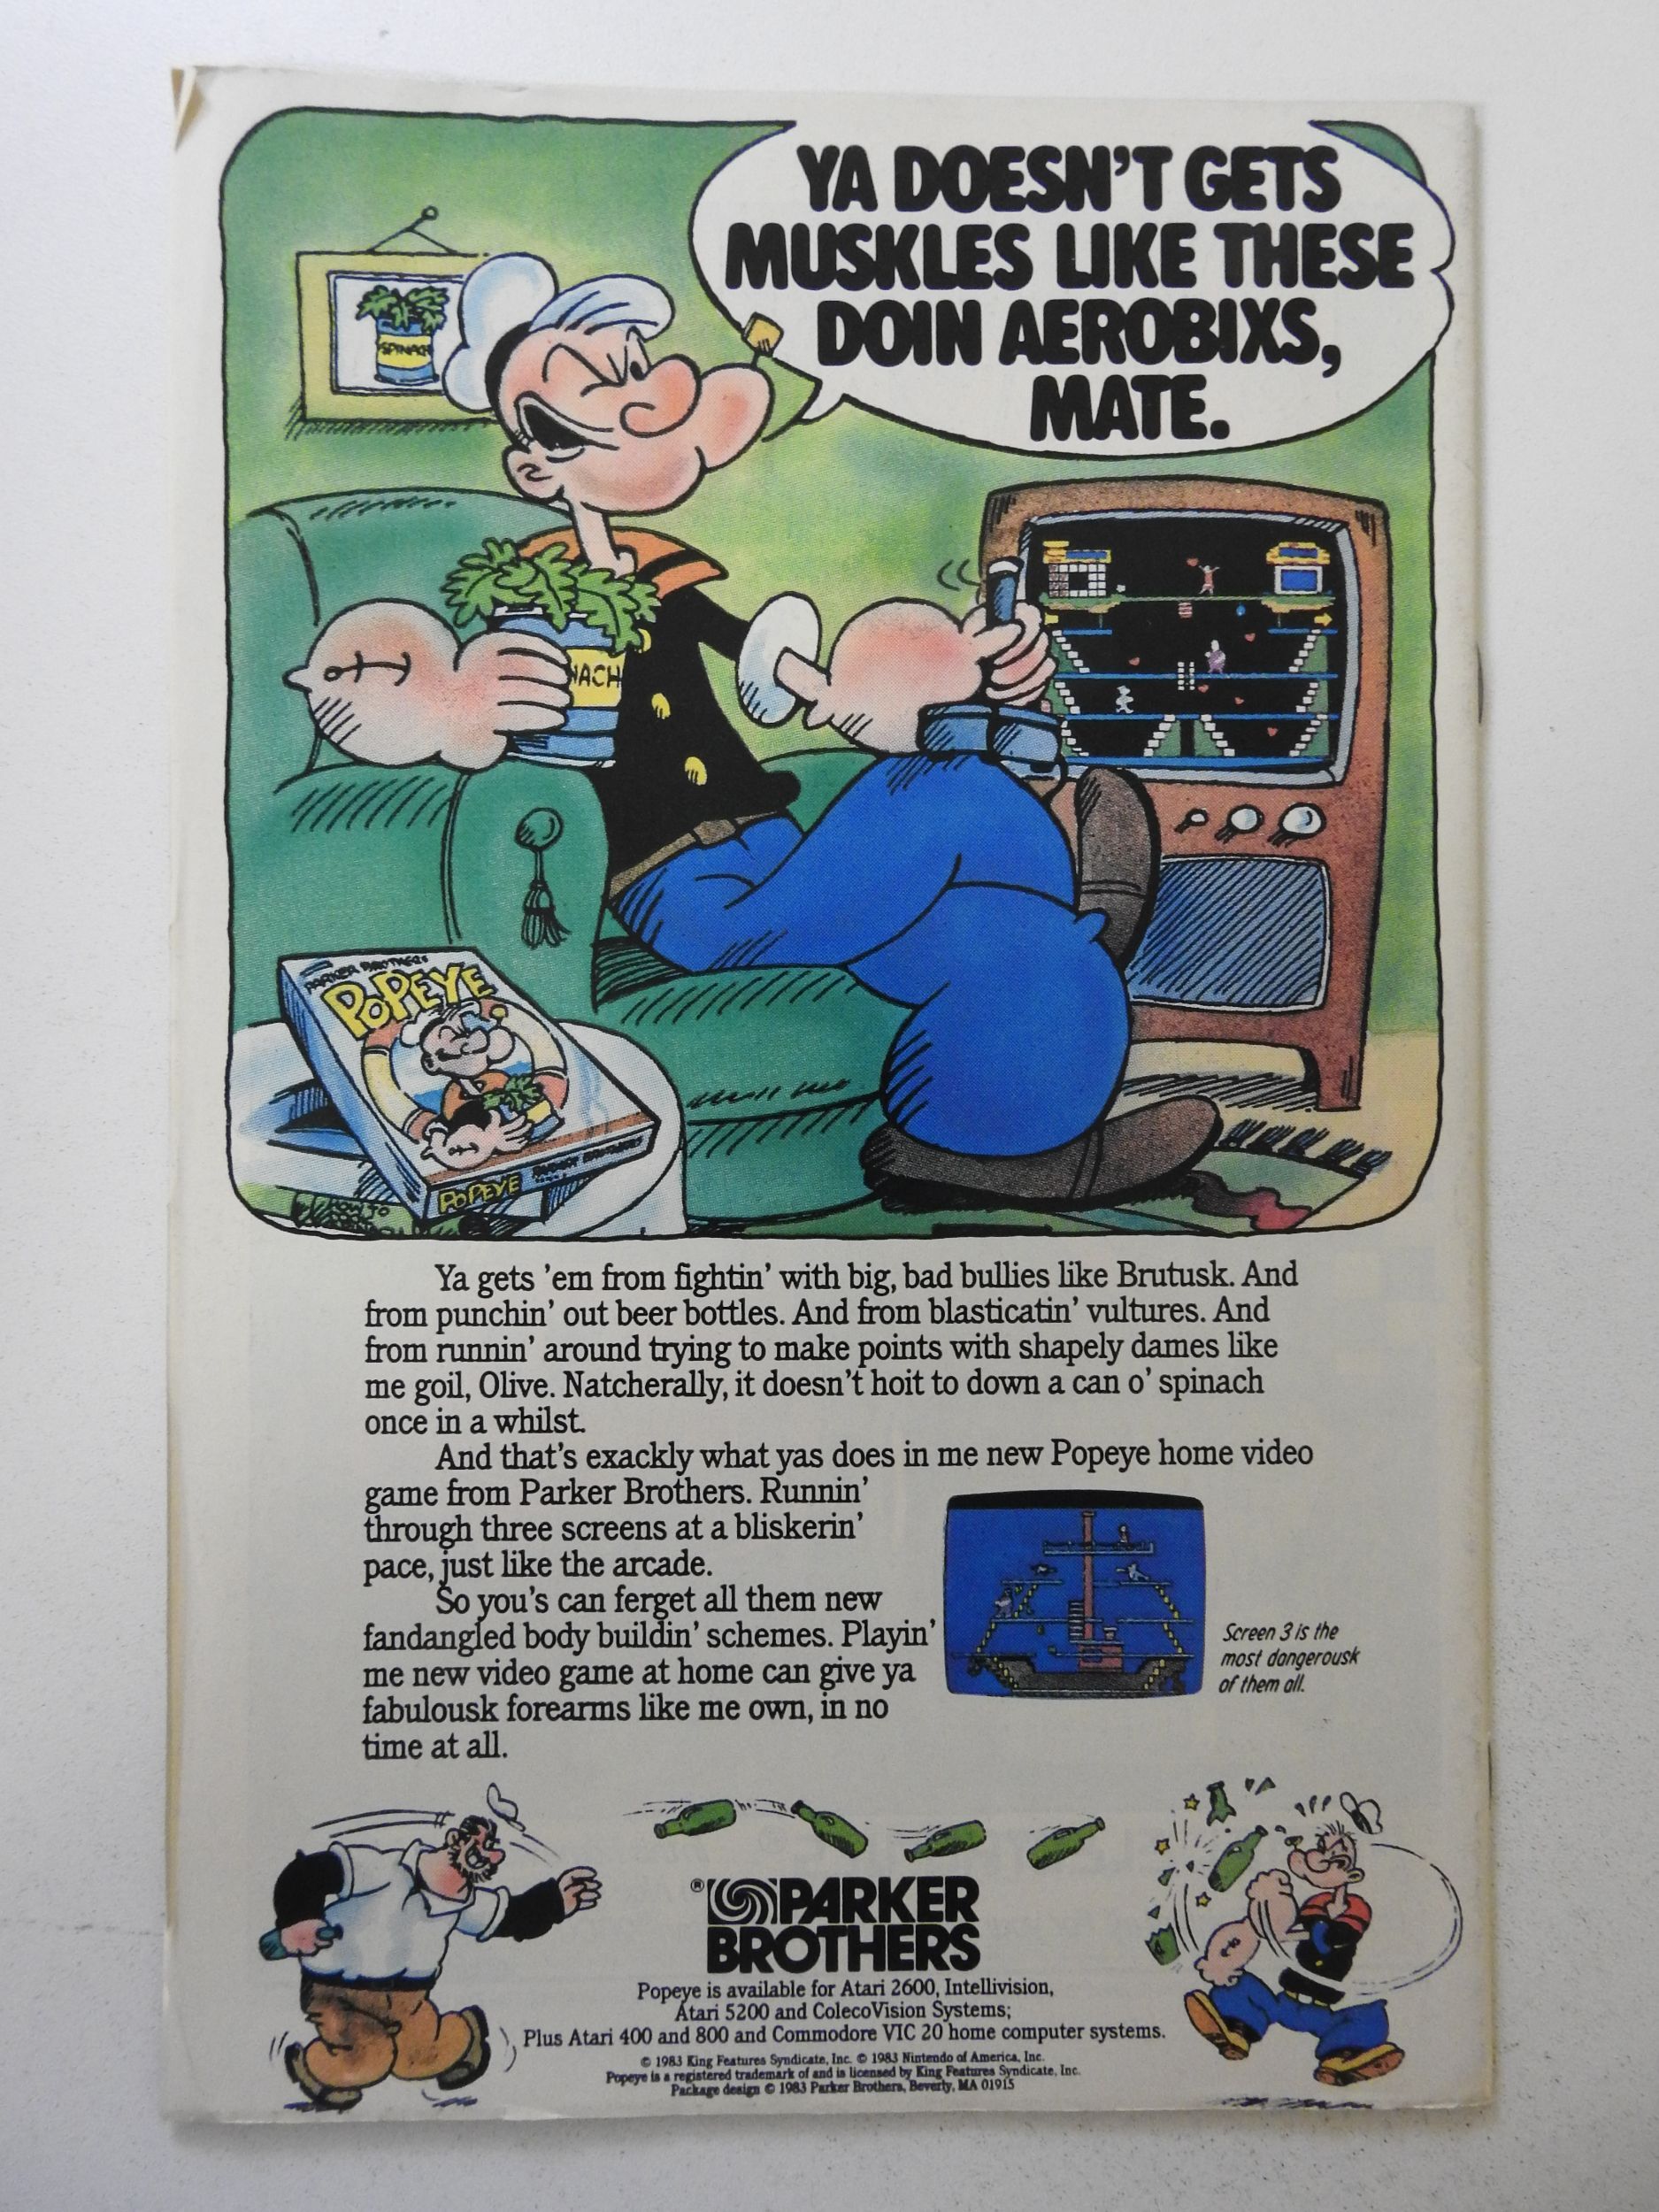 YA DOESN'T GETS
MUSKLES LIKE THESE
DOIN AEROBIXS,
MATE.
SPINACH
NACH
PARKER BROTHERS
POPEYE
POPEYE PARKER BROTHERS
HOW TO
Ya gets 'em from fightin' with big, bad bullies like Brutusk. And
from punchin' out beer bottles. And from blasticatin' vultures. And
from runnin' around trying to make points with shapely dames like
me goil, Olive. Natcherally, it doesn't hoit to down a can o' spinach
once in a whilst.
And that's exackly what yas does in me new Popeye home video
game from Parker Brothers. Runnin'
through three screens at a bliskerin'
pace, just like the arcade.
So you's can ferget all them new
fandangled body buildin' schemes. Playin'
me new video game at home can give ya
fabulousk forearms like me own, in no
time at all.
Screen 3 is the
most dangerousk
of them all.
® PARKER
BROTHERS
Popeye is available for Atari 2600, Intellivision,
Atari 5200 and ColecoVision Systems;
Plus Atari 400 and 800 and Commodore VIC 20 home computer systems.
© 1983 King Features Syndicate, Inc. © 1983 Nintendo of America, Inc.
Popeye is a registered trademark of and is licensed by King Features Syndicate, Inc.
Package design © 1983 Parker Brothers, Beverly, MA 01915